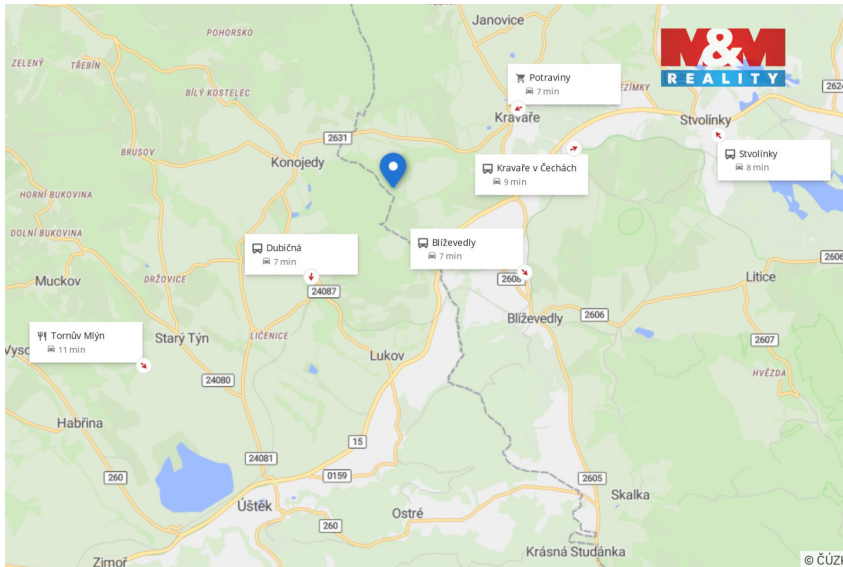 Janovice
POHORSKO
ZELENÝ
TŘEBÍN
M&M
REALITY
Potraviny
7 min
BÍLÝ KOSTELEC
Kravaře
Stvolínky
2631
BRUSOV
Konojedy
Stvolínky
8 min
Kravaře v Čechách
9 min
HORNÍ BUKOVINA
DOLNÍ BUKOVINA
Dubičná
7 min
Blíževedly
7 min
2606
Muckov
DRŽOVICE
24087
Litice
Blíževedly
2606
Tornův Mlýn
11 min
Starý Týn
LIČENICE
2607
Lukov
HVĚZDA
24080
Habřina
15
24081
260
0159
2605
Skalka
Úštěk
Ostré
260
Krásná Studánka
Zimoř